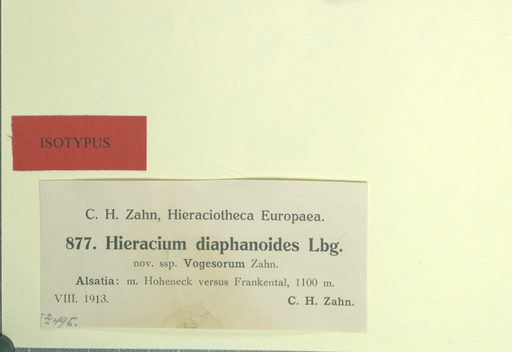 ISOTYPUS
C. H. Zahn, Hieraciotheca Europaea.
877. Hieracium diaphanoides Lbg.
nov. ssp. Vogesorum Zahn.
Alsatia: m. Hoheneck versus Frankental, 1100 m.
VIII. 1913. C. H. Zahn.